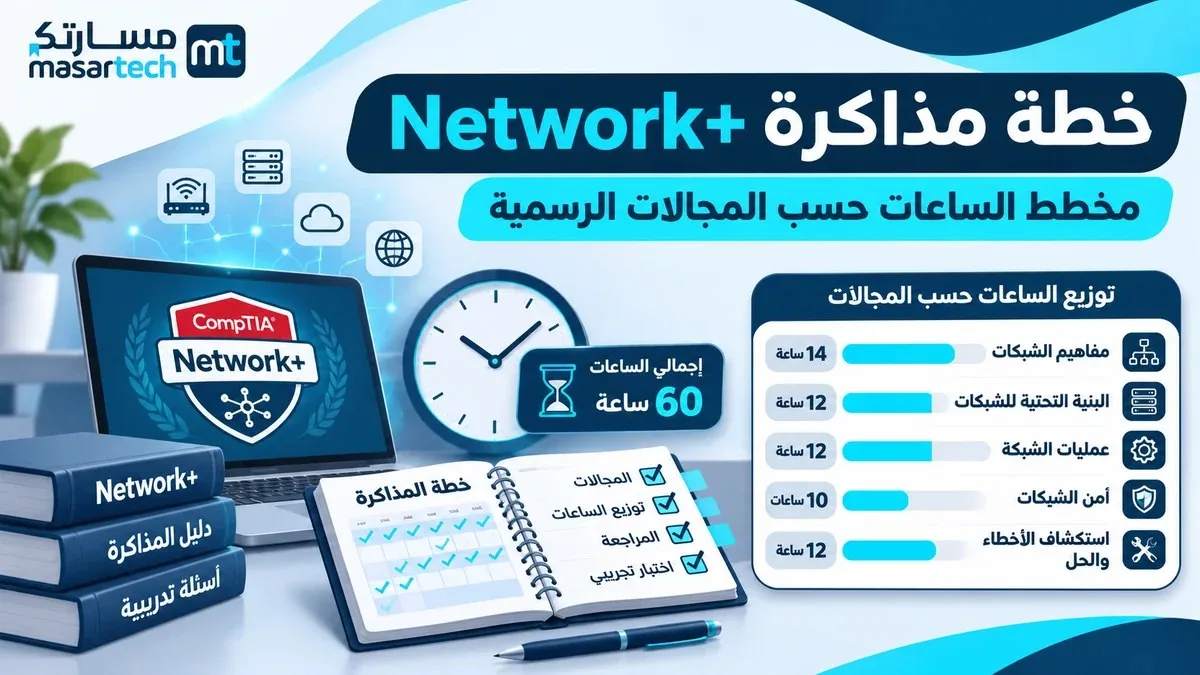 مسارتک
masartech
mt
خطة مذاكرة Network+
مخطط الساعات حسب المجالات الرسمية
CompTIA
Network+
إجمالي الساعات
60 ساعة
توزيع الساعات حسب المجالات
مفاهيم الشبكات
14 ساعة
البنية التحتية للشبكات
12 ساعة
عمليات الشبكة
12 ساعة
أمن الشبكات
10 ساعات
استكشاف الأخطاء
والحل
12 ساعة
خطة المذاكرة
المجالات
توزيع الساعات
المراجعة
اختبار تجريبي
Network+
دليل المذاكرة
أسئلة تدريبية